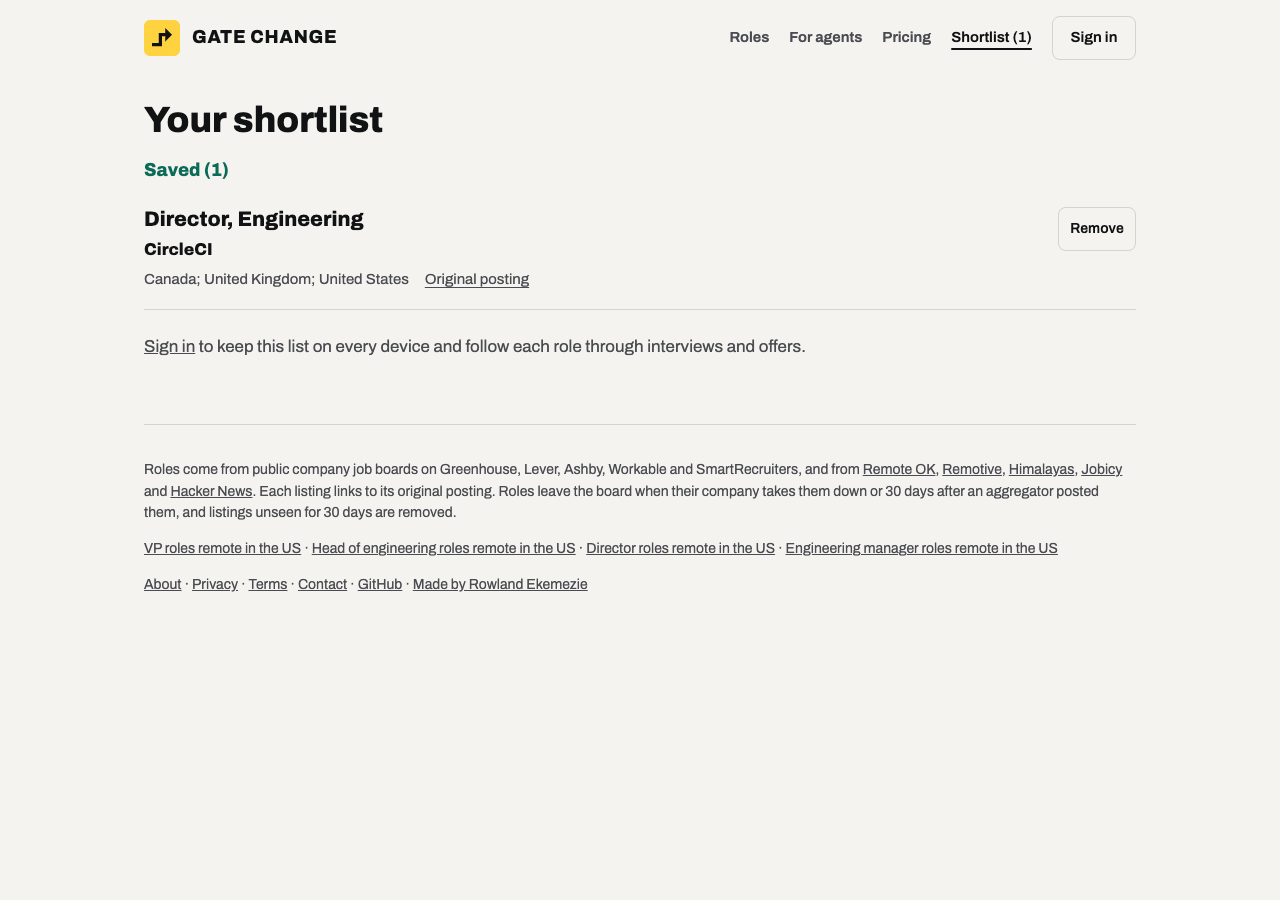 GATE CHANGE
Roles
For agents
Pricing
Shortlist (1)
Sign in
Your shortlist
Saved (1)
Director, Engineering
Remove
CircleCI
Canada; United Kingdom; United States Original posting
Sign in to keep this list on every device and follow each role through interviews and offers.
Roles come from public company job boards on Greenhouse, Lever, Ashby, Workable and SmartRecruiters, and from Remote OK, Remotive, Himalayas, Jobicy
and Hacker News. Each listing links to its original posting. Roles leave the board when their company takes them down or 30 days after an aggregator posted
them, and listings unseen for 30 days are removed.
VP roles remote in the US · Head of engineering roles remote in the US · Director roles remote in the US · Engineering manager roles remote in the US
About · Privacy · Terms · Contact · GitHub · Made by Rowland Ekemezie